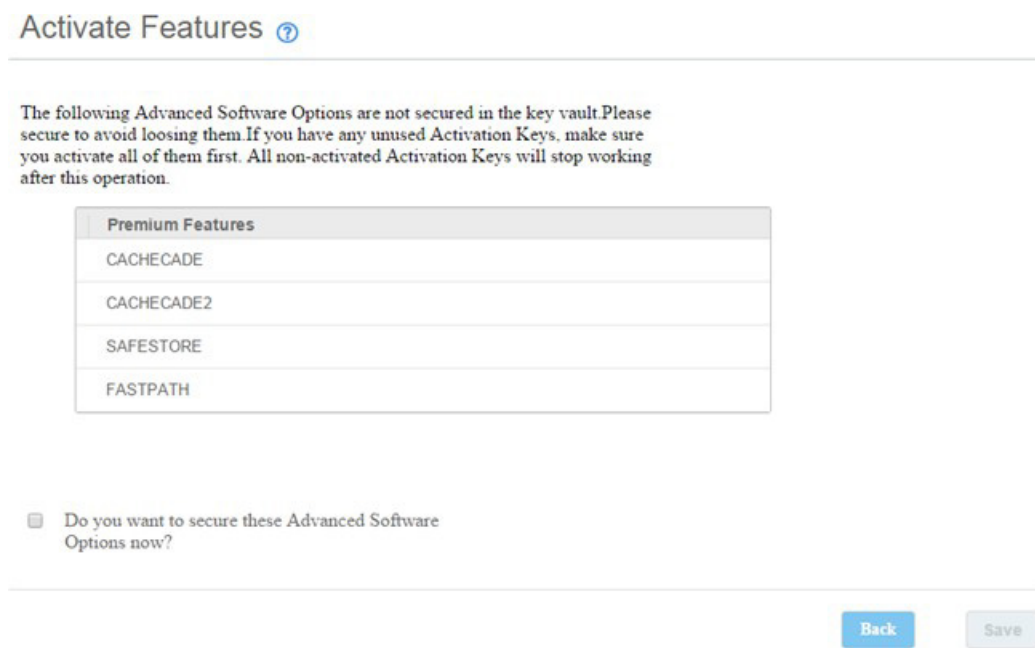 Activate Features ?
The following Advanced Software Options are not secured in the key vault.Please
secure to avoid loosing them.If you have any unused Activation Keys, make sure
you activate all of them first. All non-activated Activation Keys will stop working
after this operation.
Premium Features
CACHECADE
CACHECADE2
SAFESTORE
FASTPATH
Do you want to secure these Advanced Software
Options now?
Back Save